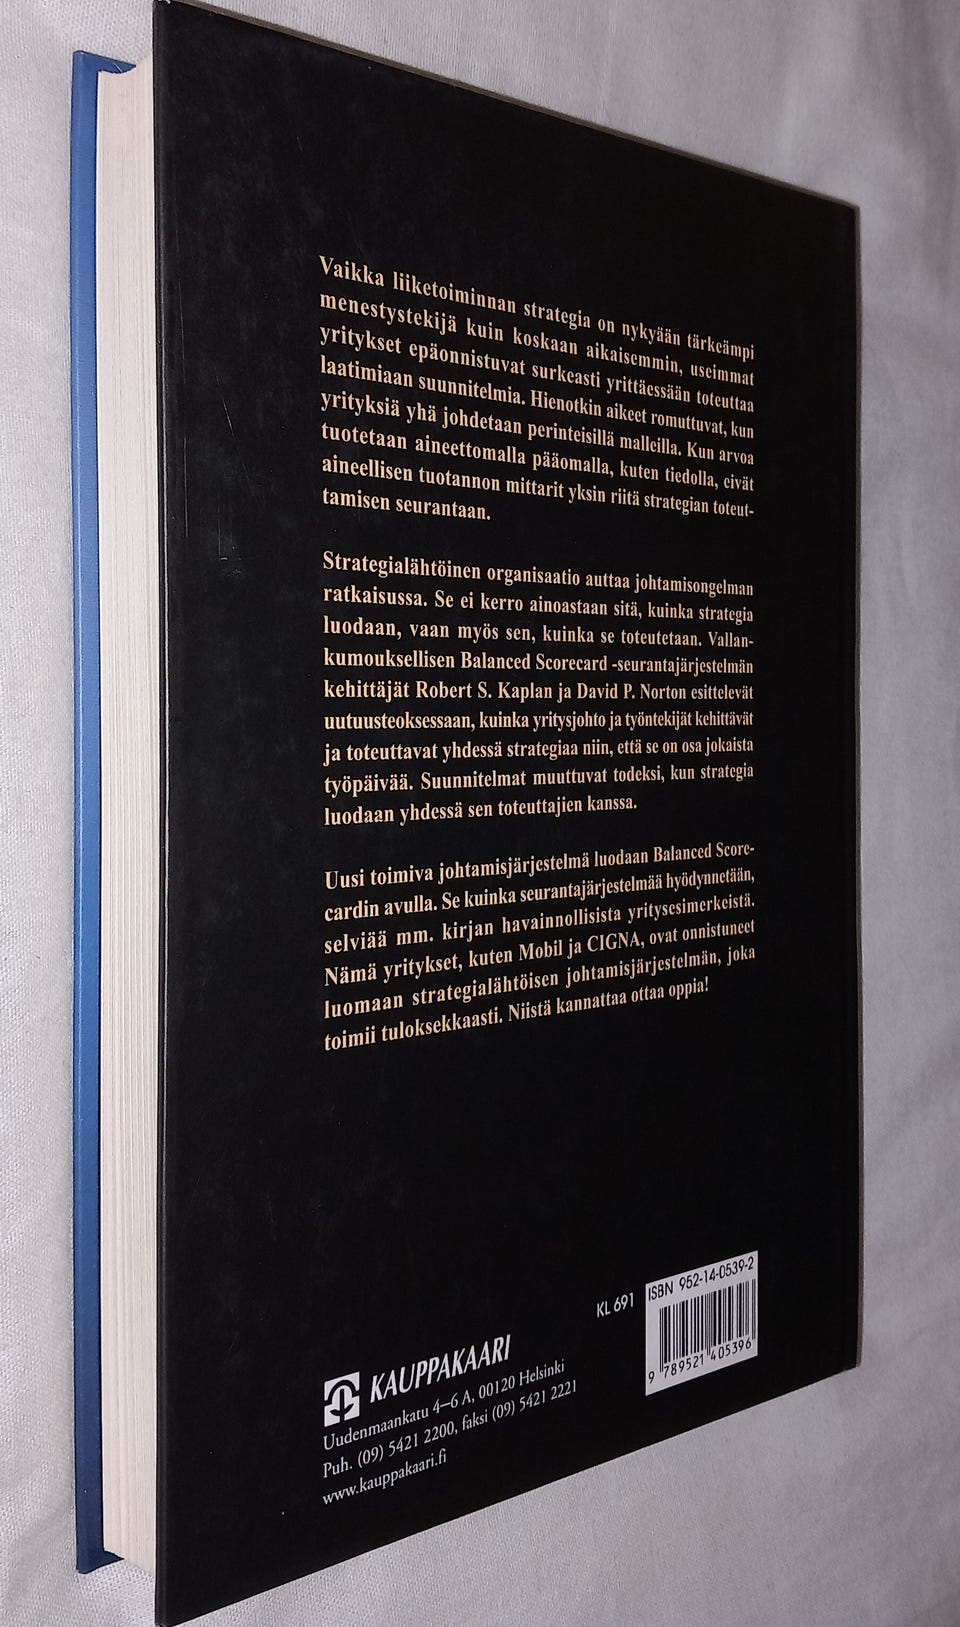 Vaikka liiketoiminnan strategia on nykyään tärkeämpi
menestystekijä kuin koskaan aikaisemmin, useimmat
yritykset epäonnistuvat surkeasti yrittäessään toteuttaa
laatimiaan suunnitelmia. Hienotkin aikeet romuttuvat, kun
yrityksiä yhä johdetaan perinteisillä malleilla. Kun arvoa
tuotetaan aineettomalla pääomalla, kuten tiedolla, eivät
aineellisen tuotannon mittarit yksin riitä strategian toteut-
tamisen seurantaan.
Strategialähtöinen organisaatio auttaa johtamisongelman
ratkaisussa. Se ei kerro ainoastaan sitä, kuinka strategia
luodaan, vaan myös sen, kuinka se toteutetaan. Vallan-
kumouksellisen Balanced Scorecard -seurantajärjestelmän
kehittäjät Robert S. Kaplan ja David P. Norton esittelevät
uutuusteoksessaan, kuinka yritysjohto ja työntekijät kehittävät
ja toteuttavat yhdessä strategiaa niin, että se on osa jokaista
työpäivää. Suunnitelmat muuttuvat todeksi, kun strategia
luodaan yhdessä sen toteuttajien kanssa.
Uusi toimiva johtamisjärjestelmä luodaan Balanced Score-
cardin avulla. Se kuinka seurantajärjestelmää hyödynnetään,
selviää mm. kirjan havainnollisista yritysesimerkeistä.
Nämä yritykset, kuten Mobil ja CIGNA, ovat onnistuneet
luomaan strategialähtöisen johtamisjärjestelmän, joka
toimii tuloksekkaasti. Niistä kannattaa ottaa oppia!
KL 691
ISBN 952-14-0539-2
9 789521 405396
KAUPPAKAARI
Uudenmaankatu 4–6 A, 00120 Helsinki
Puh. (09) 5421 2200, faksi (09) 5421 2221
www.kauppakaari.fi